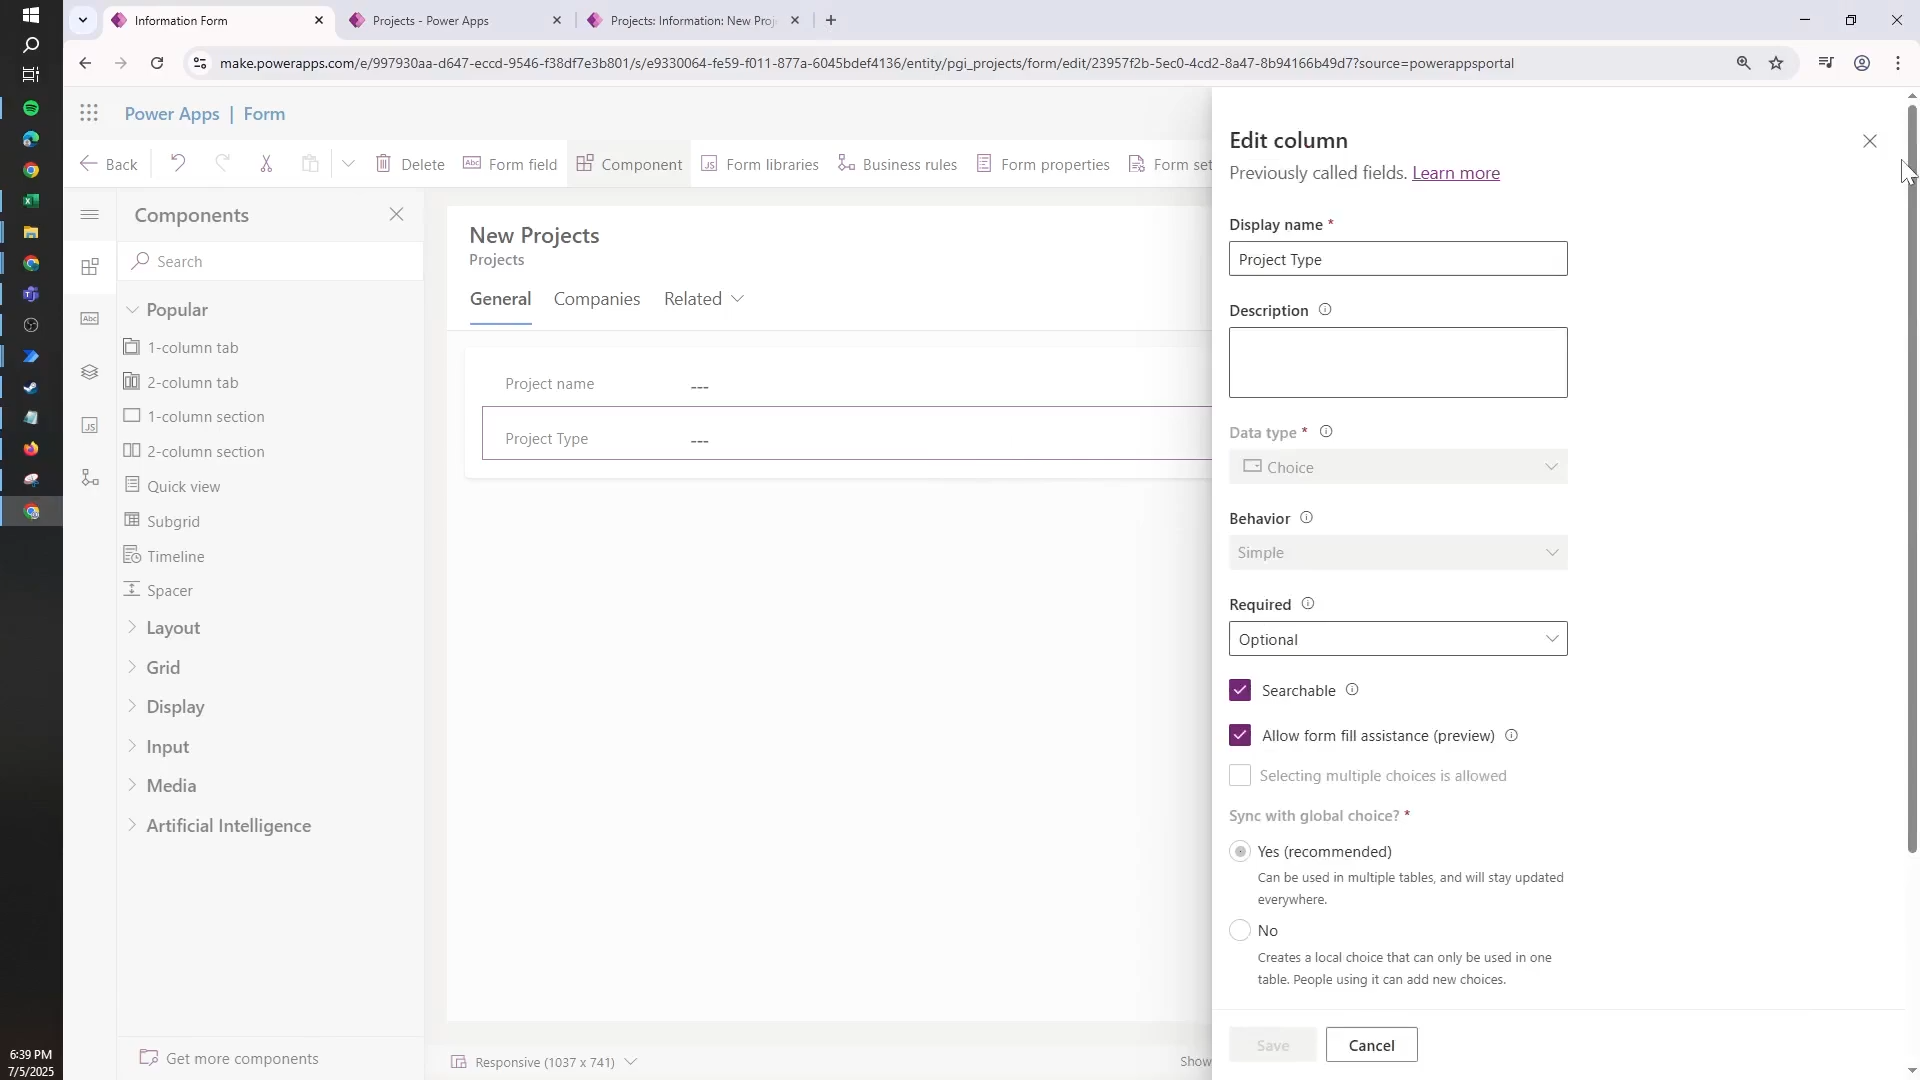 Information Form
Projects - Power Apps
Projects: Information: New Proj
make.powerapps.com/e/997930aa-d647-eccd-9546-f38df7e3b801/s/e9330064-fe59-f011-877a-6045bdef4136/entity/pgi_projects/form/edit/23957f2b-5ec0-4cd2-8a47-8b94166b49d7?source=powerappsportal
Power Apps | Form
Back
Delete
Abc
Form field
Component
JS
Form libraries
Business rules
Form properties
Form set
Components
Search
Popular
1-column tab
2-column tab
1-column section
2-column section
Quick view
Subgrid
Timeline
Spacer
Layout
Grid
Display
Input
Media
Artificial Intelligence
Get more components
Abc
JS
New Projects
Projects
General
Companies
Related
Project name
---
Project Type
---
Responsive (1037 x 741)
Show
Edit column
Previously called fields. Learn more
Display name *
Project Type
Description
Data type *
Choice
Behavior
Simple
Required
Optional
Searchable
Allow form fill assistance (preview)
Selecting multiple choices is allowed
Sync with global choice? *
Yes (recommended)
Can be used in multiple tables, and will stay updated
everywhere.
No
Creates a local choice that can only be used in one
table. People using it can add new choices.
Save
Cancel
6:39 PM
7/5/2025